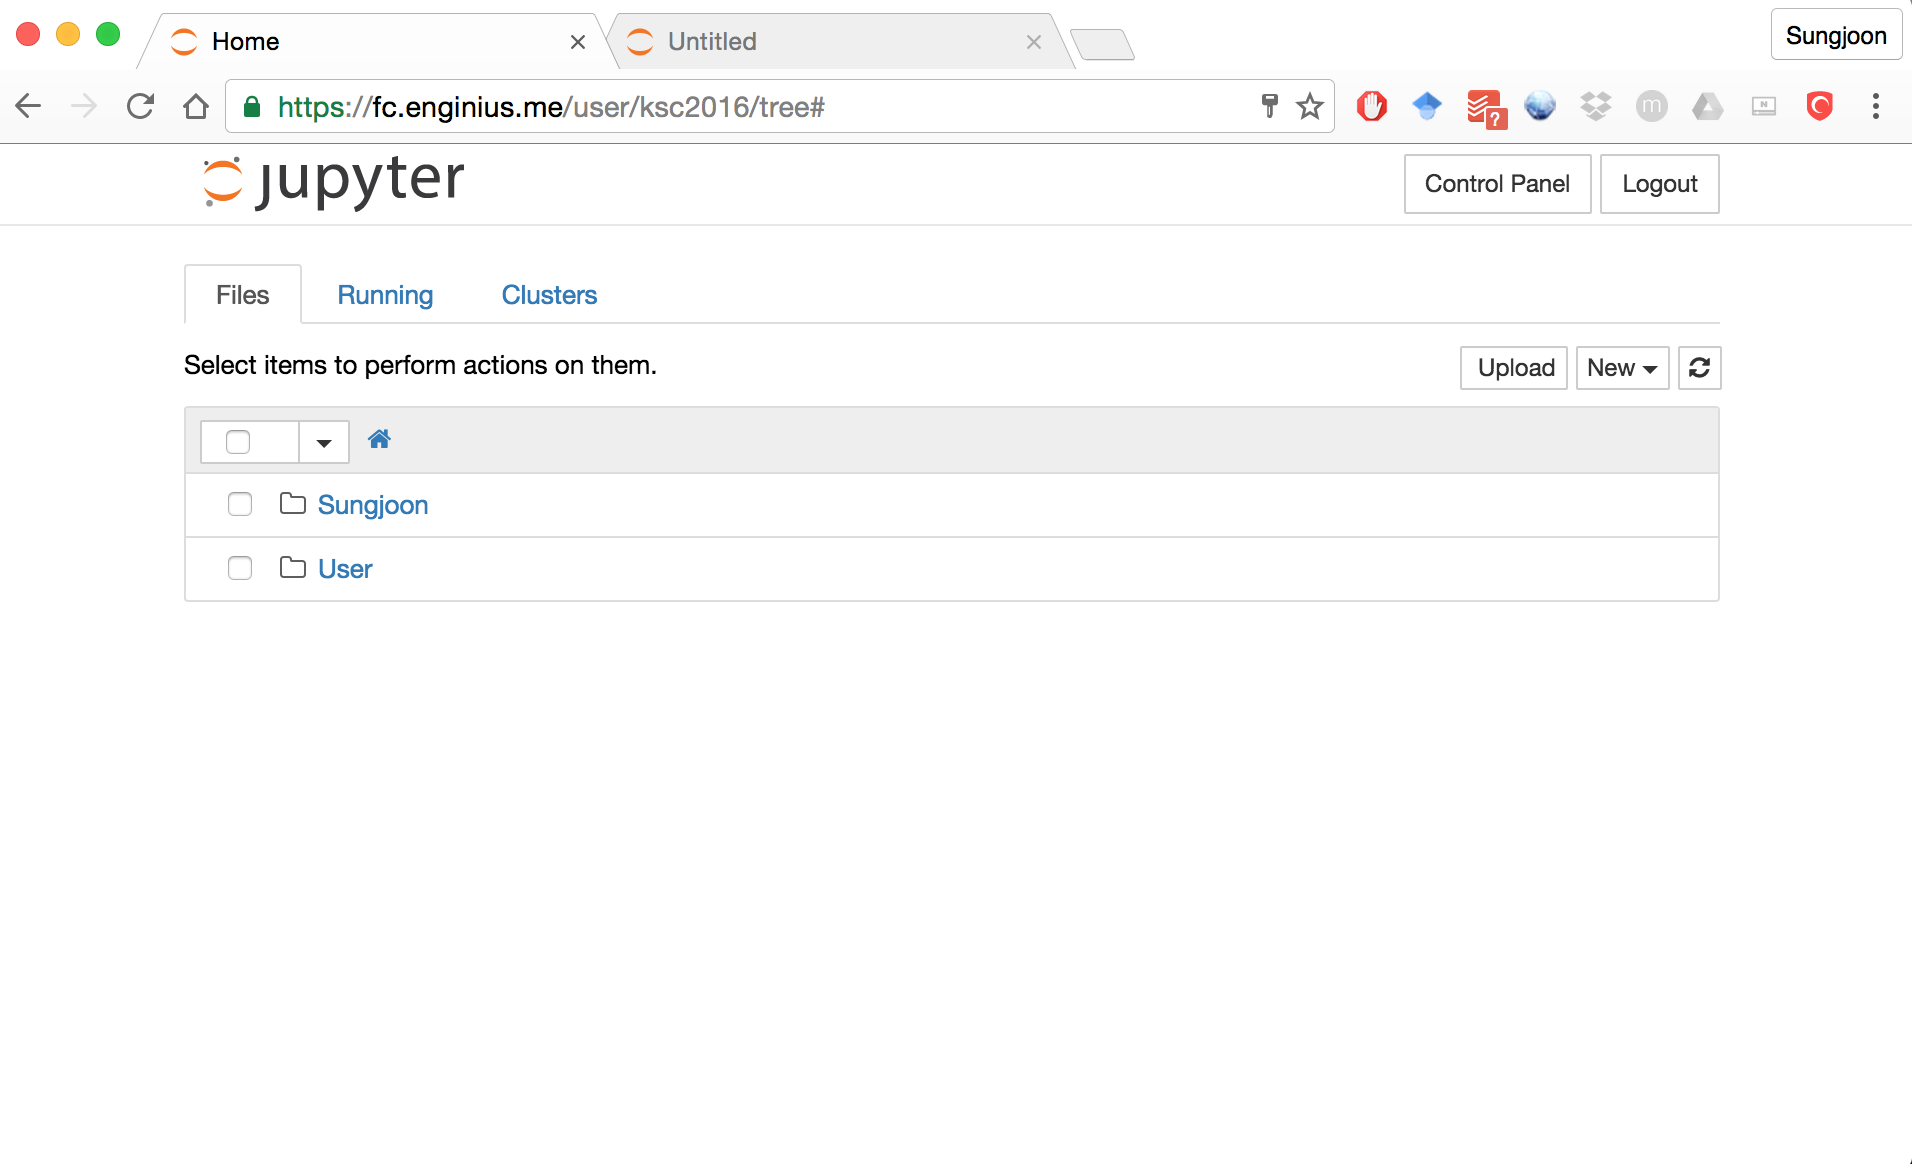 Home
Untitled
Sungjoon
https://fc.enginius.me/user/ksc2016/tree#
?
m
N
jupyter
Control Panel
Logout
Files
Running
Clusters
Select items to perform actions on them.
Upload
New
Sungjoon
User